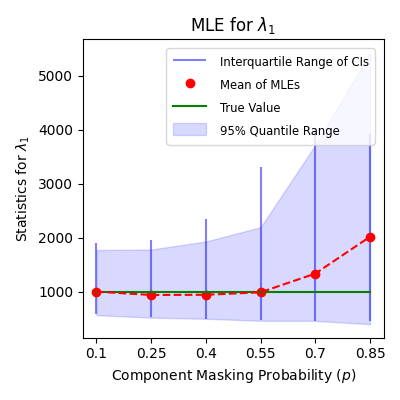 MLE for λ₁
Interquartile Range of CIs
Mean of MLEs
True Value
95% Quantile Range
Statistics for λ₁
5000
4000
3000
2000
1000
0.1 0.25 0.4 0.55 0.7 0.85
Component Masking Probability (p)